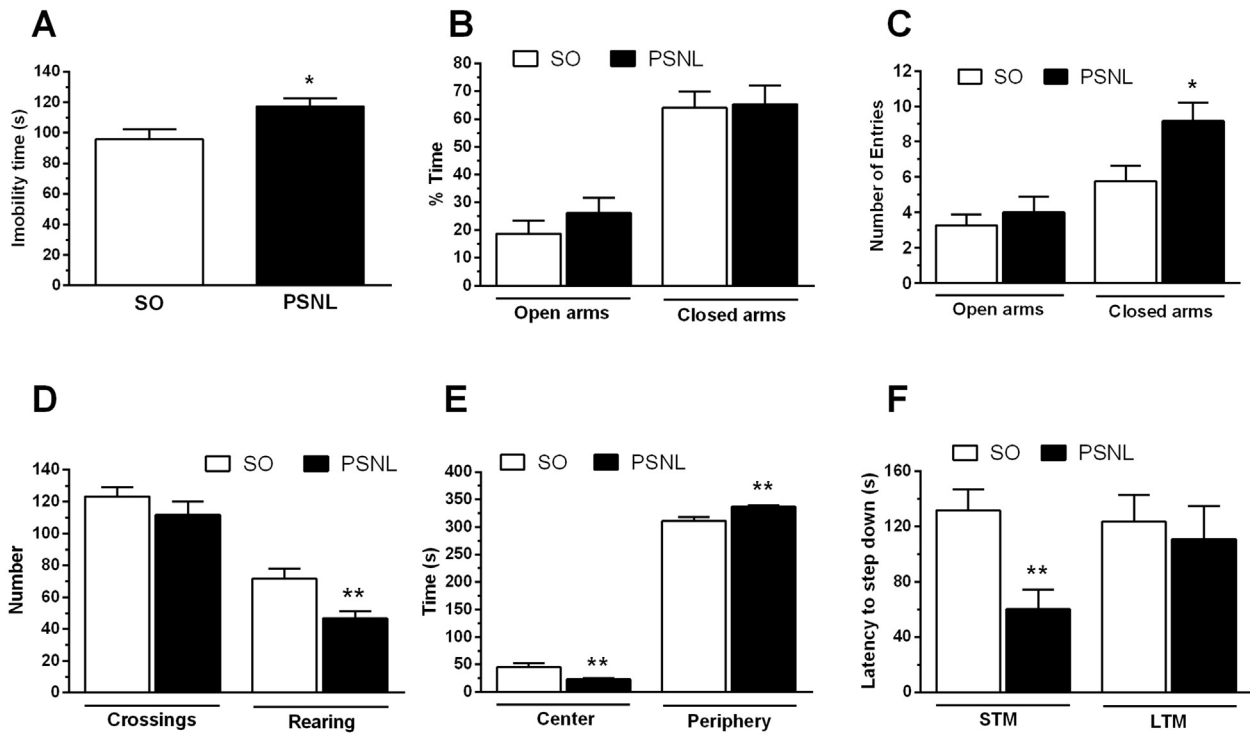 A
B
C
SO PSNL
SO PSNL
Imobility time (s)
140
120
100
80
60
40
20
0
*
SO PSNL
% Time
80
70
60
50
40
30
20
10
0
Open arms Closed arms
Number of Entries
12
10
8
6
4
2
0
*
Open arms Closed arms
D
E
F
SO PSNL
SO PSNL
SO PSNL
Number
140
120
100
80
60
40
20
0
**
Crossings Rearing
Time (s)
400
350
300
250
200
150
100
50
0
**
**
Center Periphery
Latency to step down (s)
160
120
80
40
0
**
STM LTM